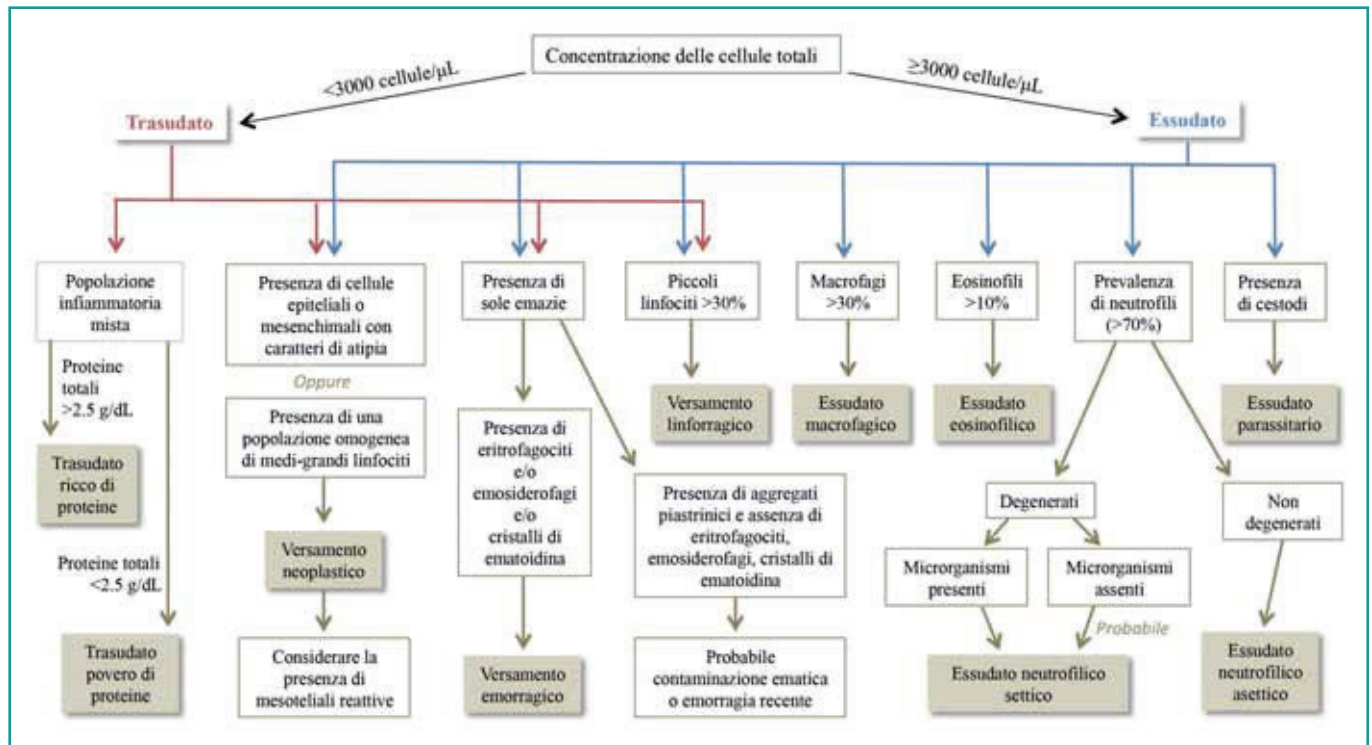 Concentrazione delle cellule totali
<3000 cellule/µL
≥3000 cellule/µL
Trasudato
Essudato
Popolazione
infiammatoria
mista
Presenza di cellule
epiteliali o
mesenchimali con
caratteri di atipia
Presenza di
sole emazie
Piccoli
linfociti >30%
Macrofagi
>30%
Eosinofili
>10%
Prevalenza
di neutrofili
(>70%)
Presenza
di cestodi
Proteine
totali
>2.5 g/dL
Oppure
Presenza di una
popolazione omogenea
di medi-grandi linfociti
Presenza di
eritrofagociti
e/o
emosiderofagi
e/o
cristalli di
ematoidina
Versamento
linforragico
Essudato
macrofagico
Essudato
eosinofilico
Essudato
parassitario
Trasudato
ricco di
proteine
Presenza di aggregati
piastrinici e assenza di
eritrofagociti,
emosiderofagi, cristalli di
ematoidina
Degenerati
Non
degenerati
Proteine totali
<2.5 g/dL
Versamento
neoplastico
Microrganismi
presenti
Microrganismi
assenti
Probabile
Trasudato
povero di
proteine
Considerare la
presenza di
mesoteliali reattive
Versamento
emorragico
Probabile
contaminazione ematica
o emorragia recente
Essudato neutrofilico
settico
Essudato
neutrofilico
asettico